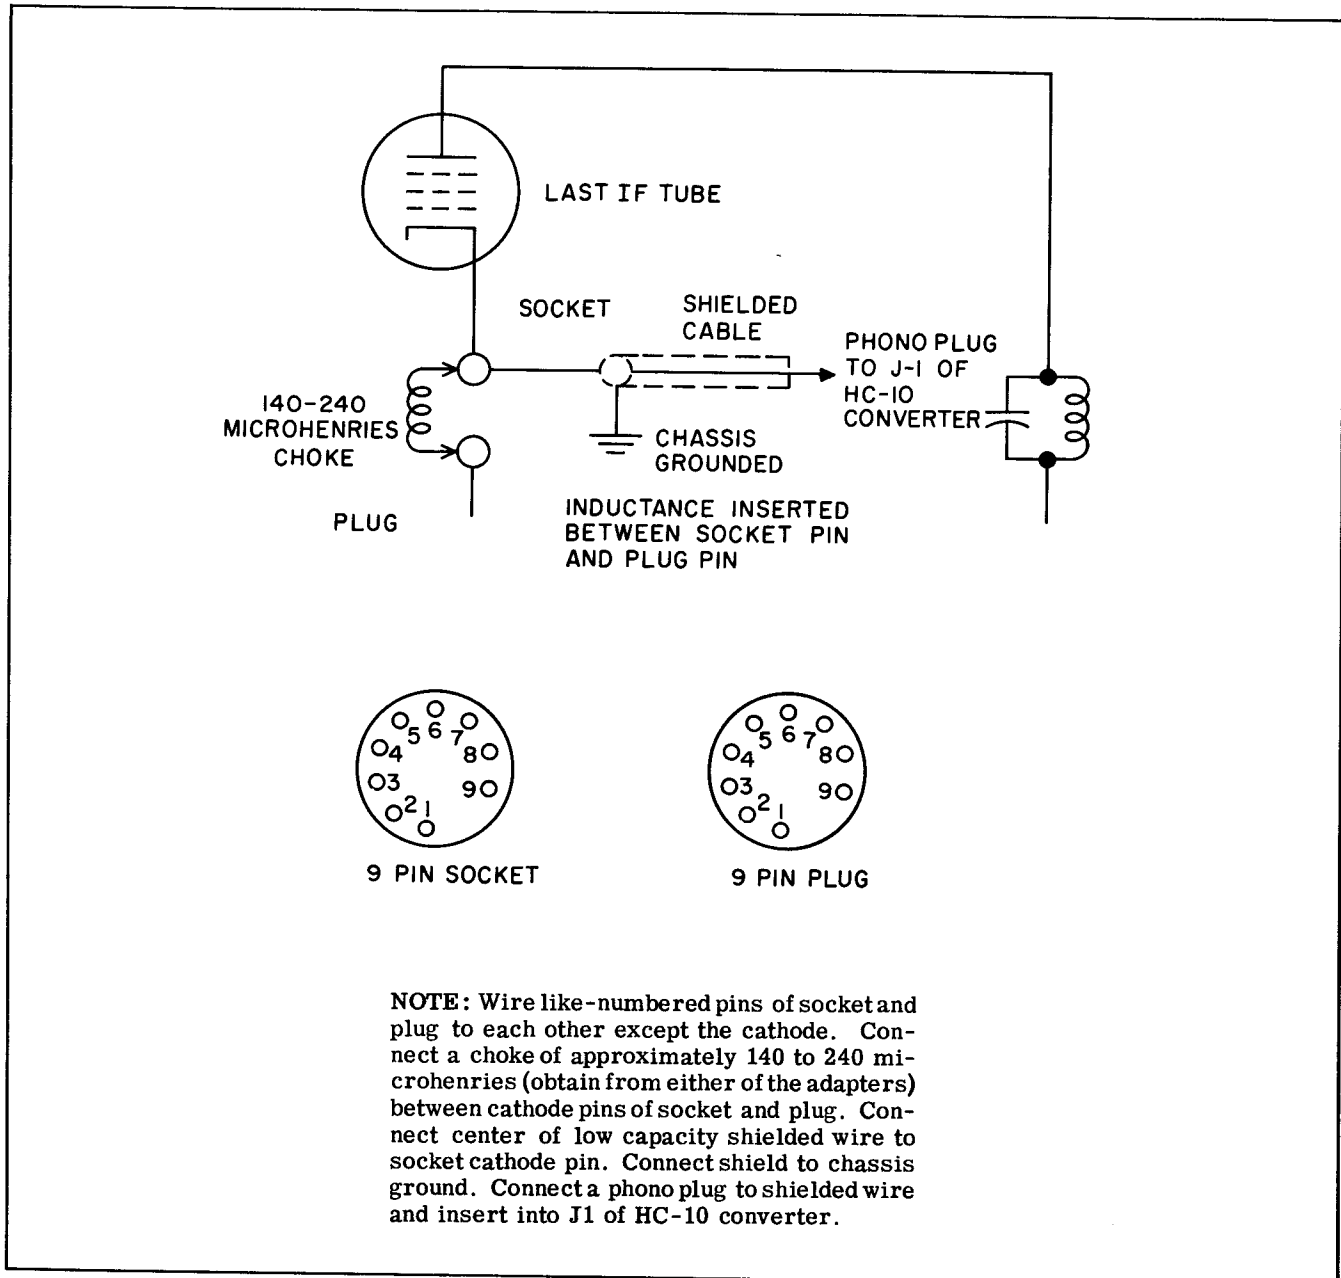 LAST IF TUBE
SOCKET
SHIELDED
CABLE
PHONO PLUG
TO J-1 OF
HC-10
CONVERTER
140-240
MICROHENRIES
CHOKE
CHASSIS
GROUNDED
PLUG
INDUCTANCE INSERTED
BETWEEN SOCKET PIN
AND PLUG PIN
1
2
3
4
5
6
7
8
9
9 PIN SOCKET
1
2
3
4
5
6
7
8
9
9 PIN PLUG
NOTE: Wire like-numbered pins of socket and
plug to each other except the cathode. Con-
nect a choke of approximately 140 to 240 mi-
crohenries (obtain from either of the adapters)
between cathode pins of socket and plug. Con-
nect center of low capacity shielded wire to
socket cathode pin. Connect shield to chassis
ground. Connect a phono plug to shielded wire
and insert into J1 of HC-10 converter.